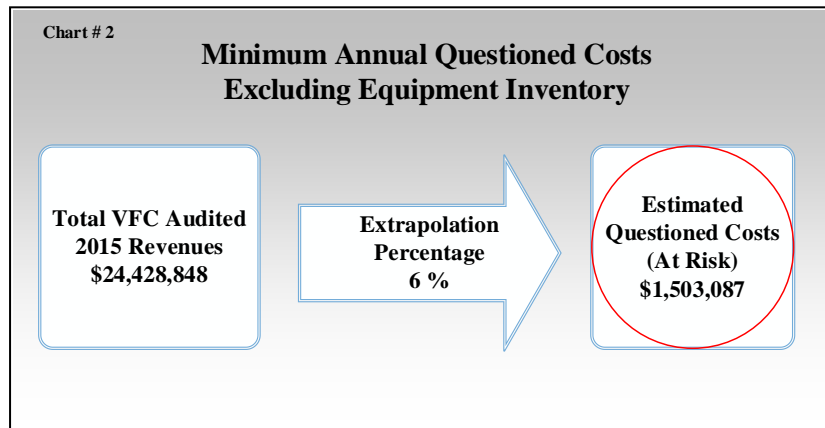 Chart # 2
Minimum Annual Questioned Costs
Excluding Equipment Inventory
Total VFC Audited
2015 Revenues
$24,428,848
Extrapolation
Percentage
6 %
Estimated
Questioned Costs
(At Risk)
$1,503,087